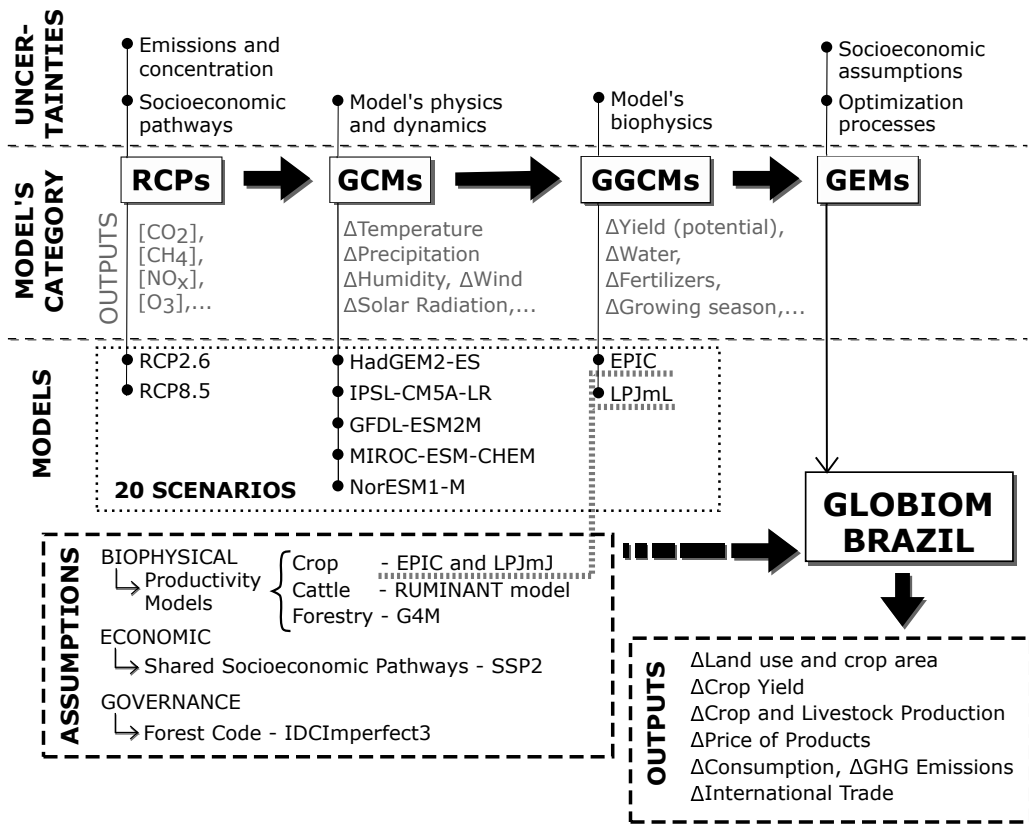 UNCER-
TAINTIES
Emissions and
concentration
Socioeconomic
pathways
Model's physics
and dynamics
Model's
biophysics
Socioeconomic
assumptions
Optimization
processes
MODEL'S
CATEGORY
RCPs
GCMs
GGCMs
GEMs
OUTPUTS
[CO2],
[CH4],
[NOx],
[O3],...
ΔTemperature
ΔPrecipitation
ΔHumidity, ΔWind
ΔSolar Radiation,...
ΔYield (potential),
ΔWater,
ΔFertilizers,
ΔGrowing season,...
MODELS
RCP2.6
RCP8.5
HadGEM2-ES
IPSL-CM5A-LR
GFDL-ESM2M
MIROC-ESM-CHEM
NorESM1-M
EPIC
LPJmL
20 SCENARIOS
GLOBIOM
BRAZIL
ASSUMPTIONS
BIOPHYSICAL
Productivity
Models
Crop - EPIC and LPJmJ
Cattle - RUMINANT model
Forestry - G4M
ECONOMIC
Shared Socioeconomic Pathways - SSP2
GOVERNANCE
Forest Code - IDCImperfect3
OUTPUTS
ΔLand use and crop area
ΔCrop Yield
ΔCrop and Livestock Production
ΔPrice of Products
ΔConsumption, ΔGHG Emissions
ΔInternational Trade